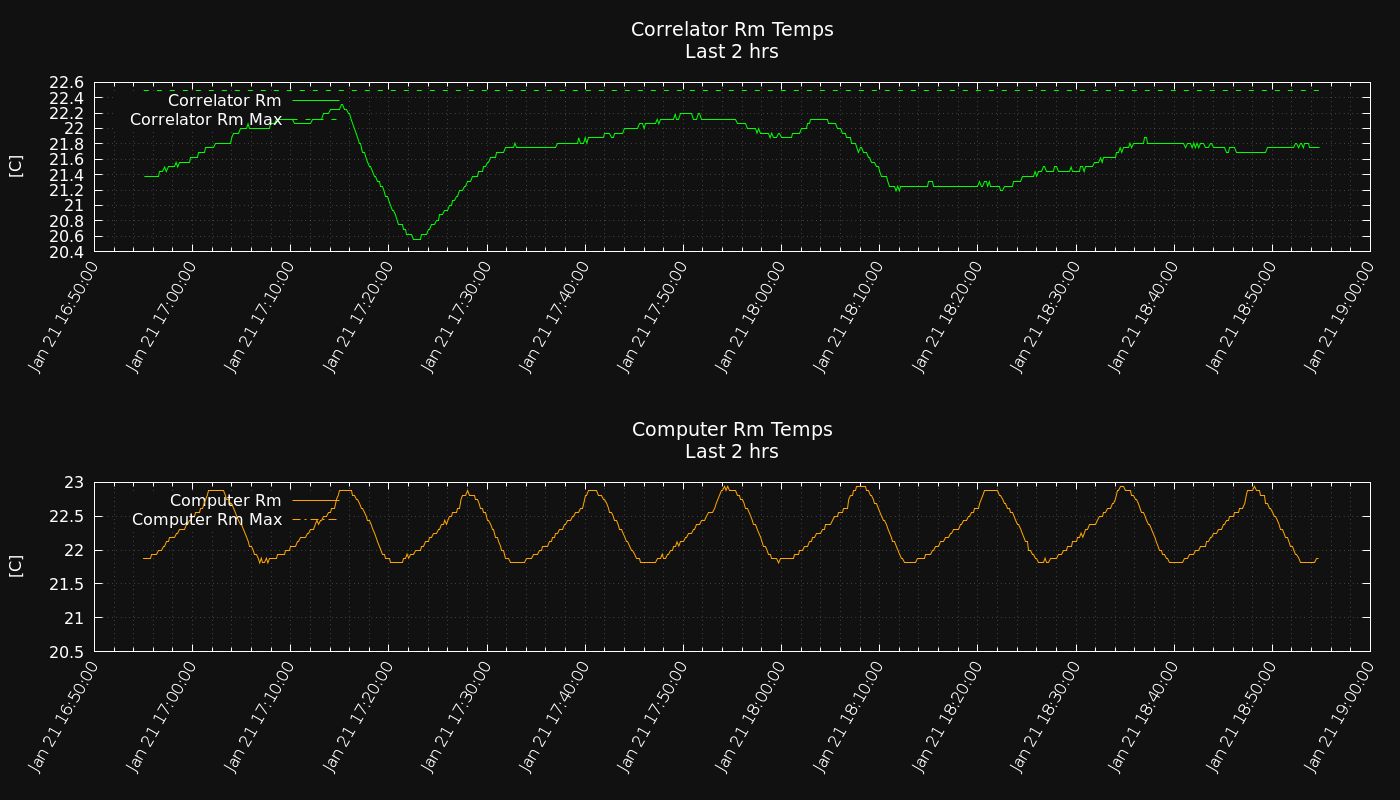 Correlator Rm Temps
Last 2 hrs
22.6
22.4
22.2
22
21.8
21.6
21.4
21.2
21
20.8
20.6
20.4
[C]
Correlator Rm
Correlator Rm Max
Jan 21 16:50:00
Jan 21 17:00:00
Jan 21 17:10:00
Jan 21 17:20:00
Jan 21 17:30:00
Jan 21 17:40:00
Jan 21 17:50:00
Jan 21 18:00:00
Jan 21 18:10:00
Jan 21 18:20:00
Jan 21 18:30:00
Jan 21 18:40:00
Jan 21 18:50:00
Jan 21 19:00:00
Computer Rm Temps
Last 2 hrs
23
22.5
22
21.5
21
20.5
[C]
Computer Rm
Computer Rm Max
Jan 21 16:50:00
Jan 21 17:00:00
Jan 21 17:10:00
Jan 21 17:20:00
Jan 21 17:30:00
Jan 21 17:40:00
Jan 21 17:50:00
Jan 21 18:00:00
Jan 21 18:10:00
Jan 21 18:20:00
Jan 21 18:30:00
Jan 21 18:40:00
Jan 21 18:50:00
Jan 21 19:00:00